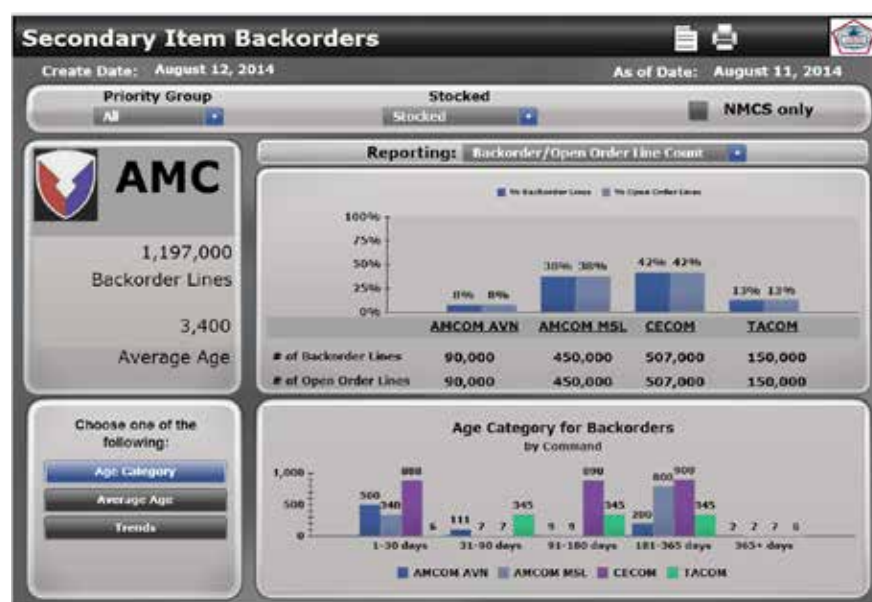 Secondary Item Backorders
Create Date: August 12, 2014
As of Date: August 11, 2014
Priority Group
All
Stocked
Stocked
NMCS only
AMC
1,197,000
Backorder Lines
3,400
Average Age
Reporting: Backorder/Open Order Line Count
% Backorder Lines % Open Order Lines
100%
75%
50%
25%
0%
8% 8%
38% 38%
42% 42%
13% 13%
AMCOM AVN AMCOM MSL CECOM TACOM
# of Backorder Lines 90,000 450,000 507,000 150,000
# of Open Order Lines 90,000 450,000 507,000 150,000
Choose one of the
following:
Age Category
Average Age
Trends
Age Category for Backorders
by Command
1,000
500
0
500 340 6
111 7 7 345
9 9 890 345
200 800 900 345
1-30 days 31-90 days 91-180 days 181-365 days 365+ days
AMCOM AVN AMCOM MSL CECOM TACOM